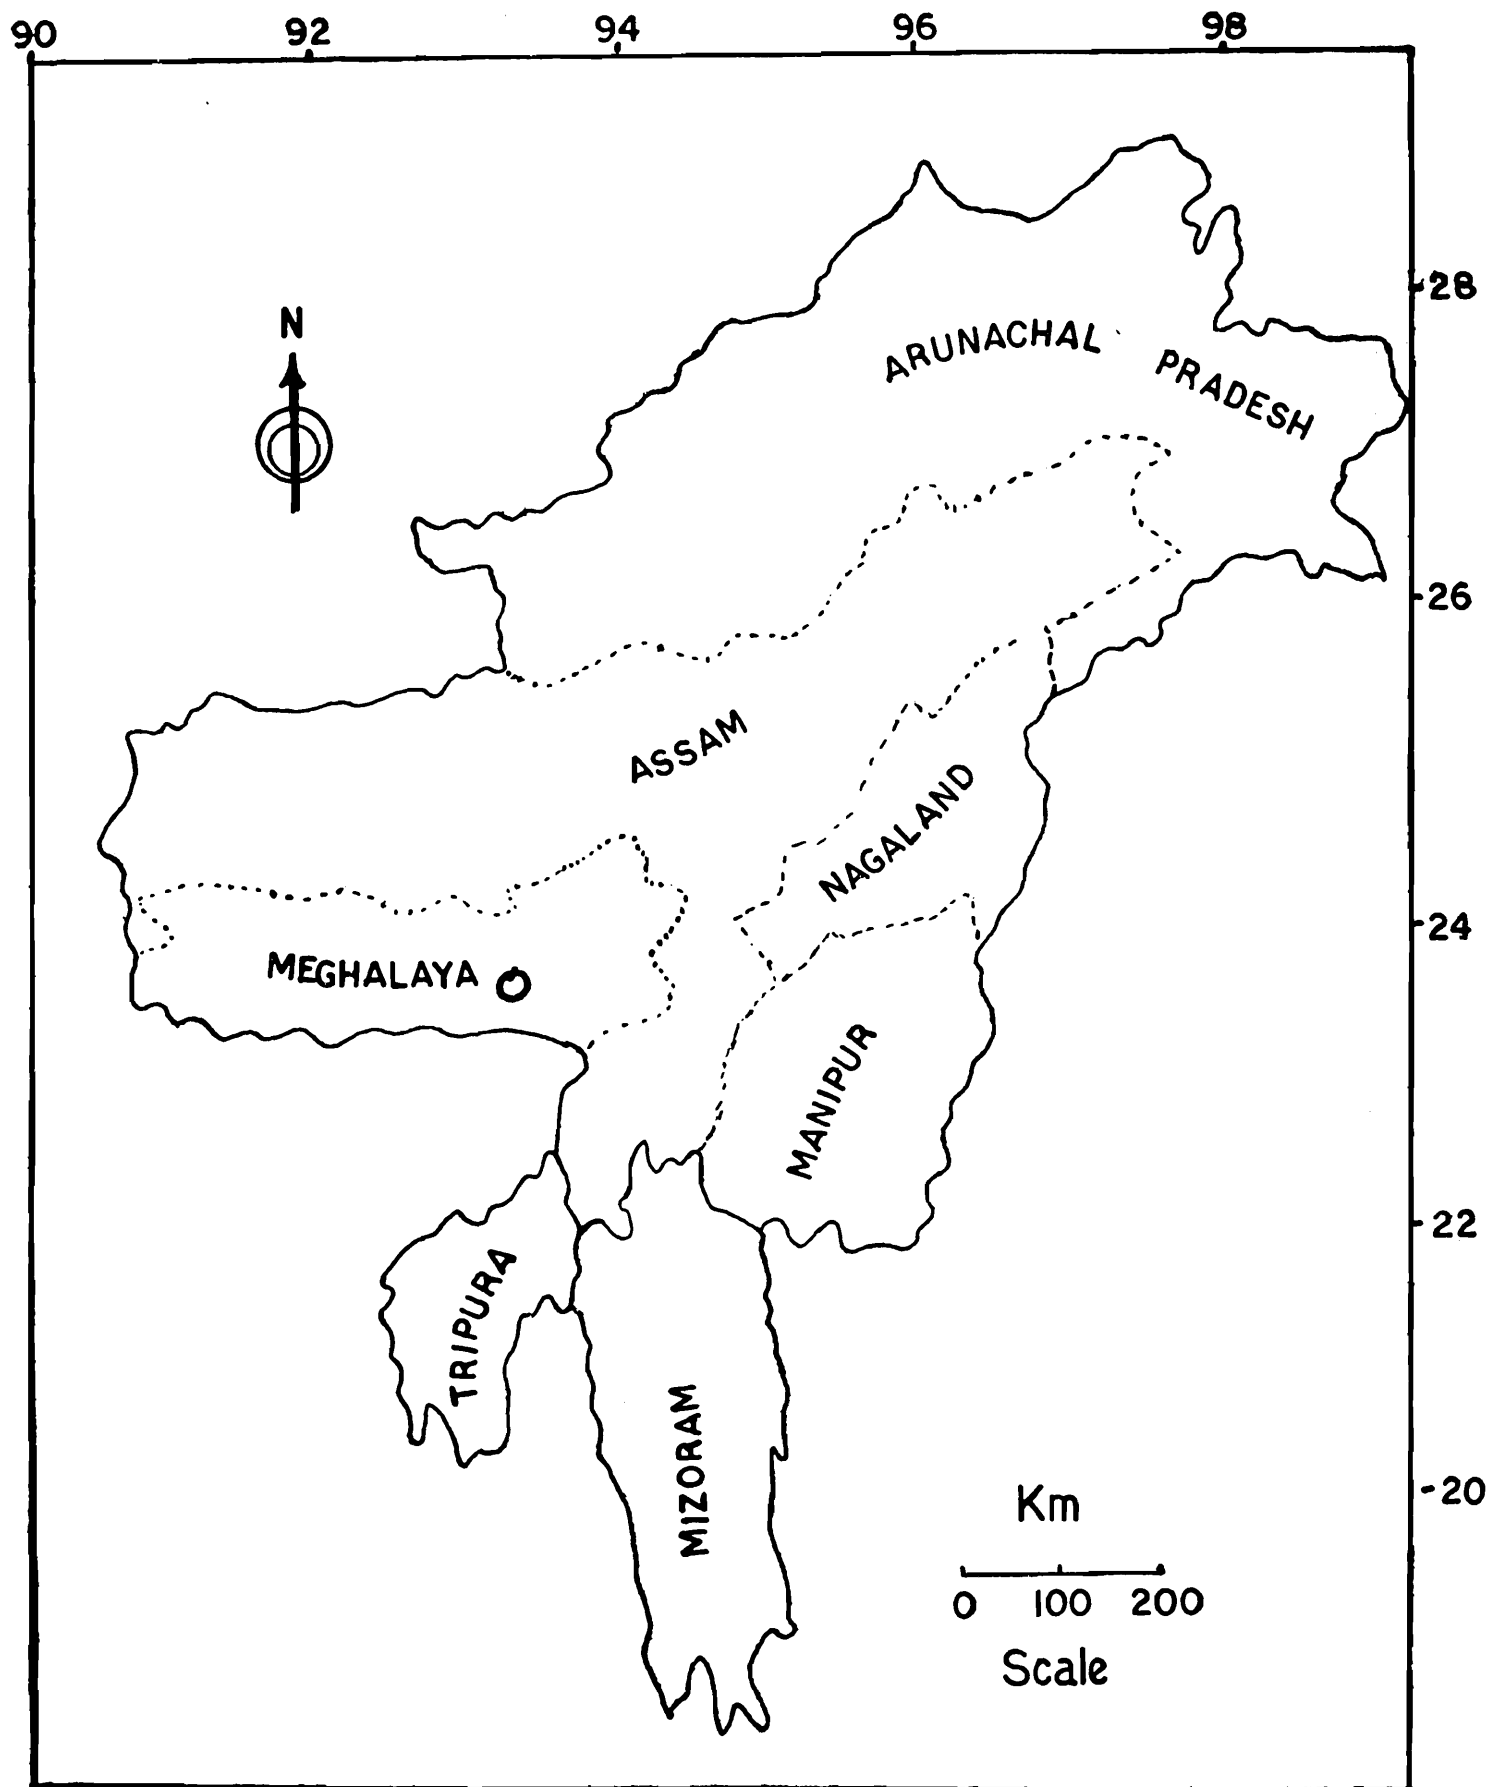 90 92 94 96 98
N
28
ARUNACHAL PRADESH
26
ASSAM
NAGALAND
24
MEGHALAYA
MANIPUR
22
TRIPURA
MIZORAM
20
Km
0 100 200
Scale